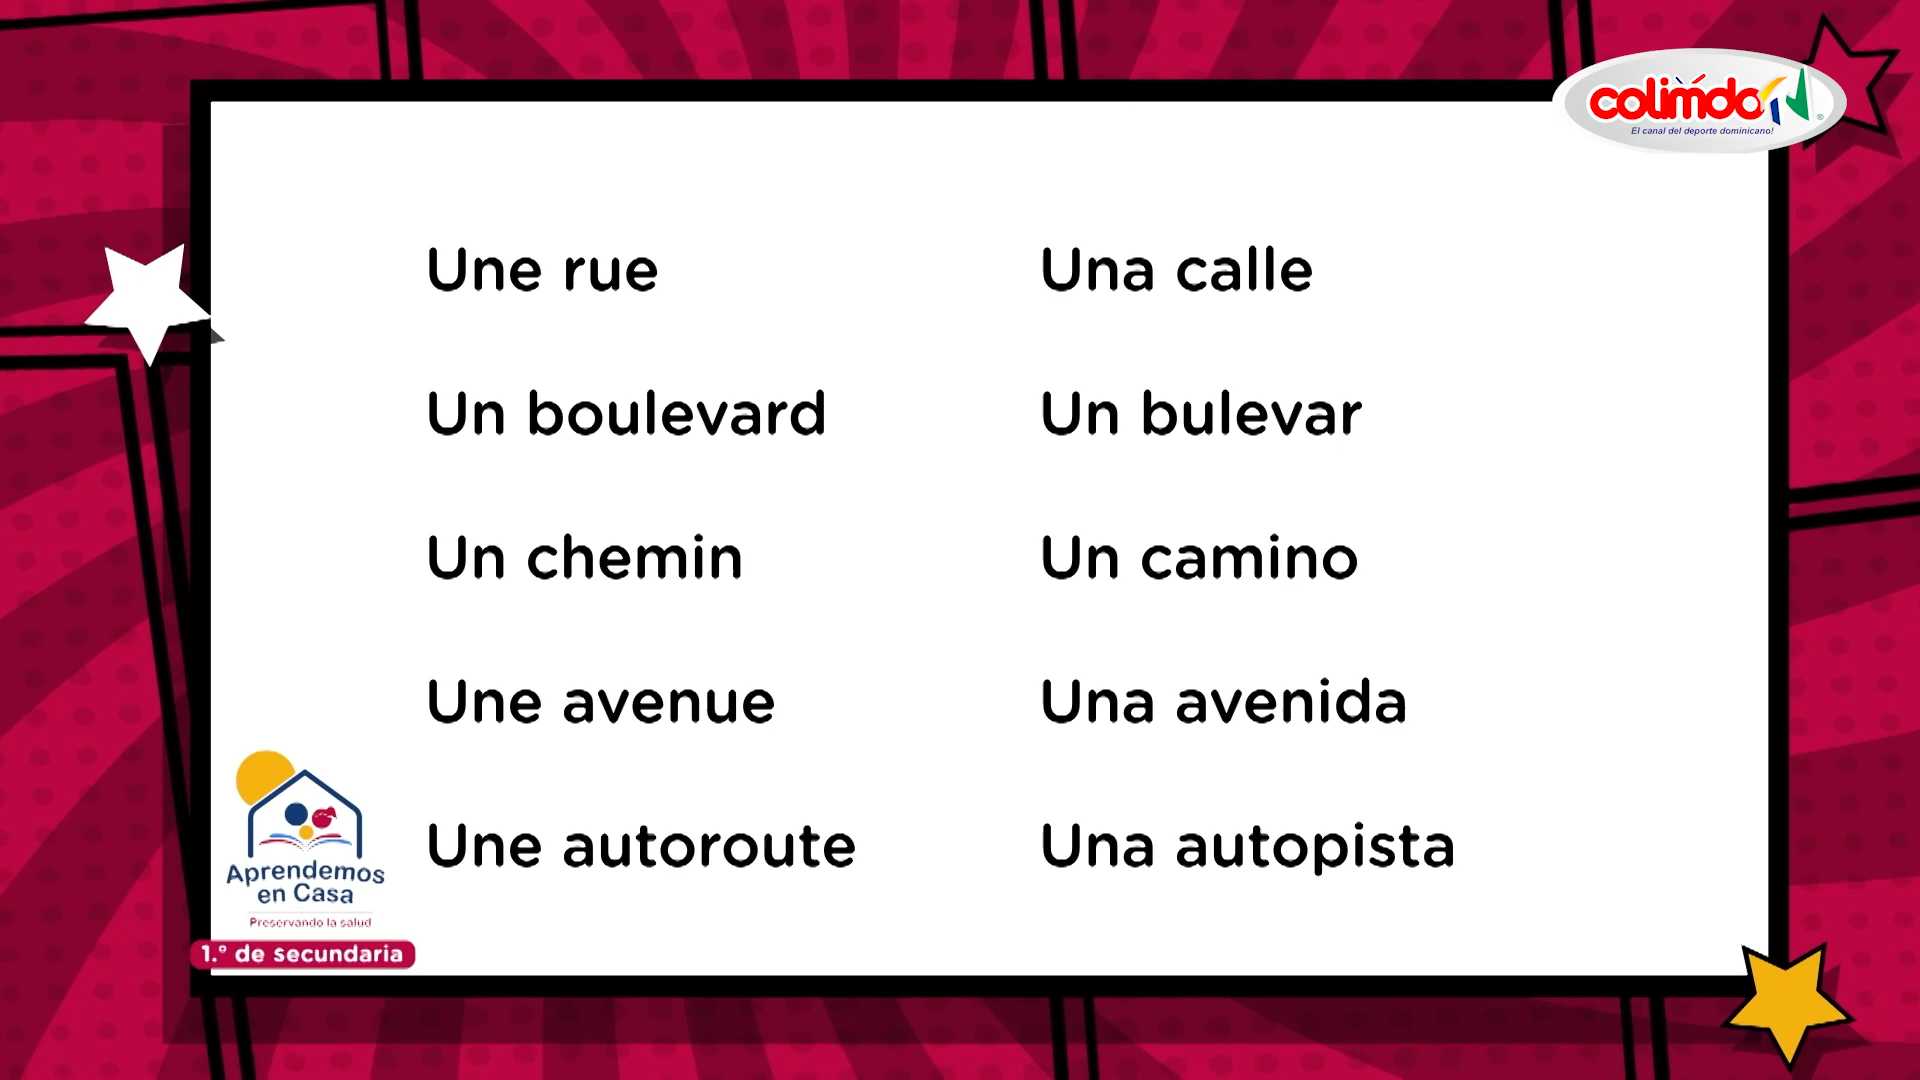 colimdo
El canal del deporte dominicano!
Une rue Una calle
Un boulevard Un bulevar
Un chemin Un camino
Une avenue Una avenida
Une autoroute Una autopista
Aprendemos
en Casa
Preservando la salud
1.° de secundaria